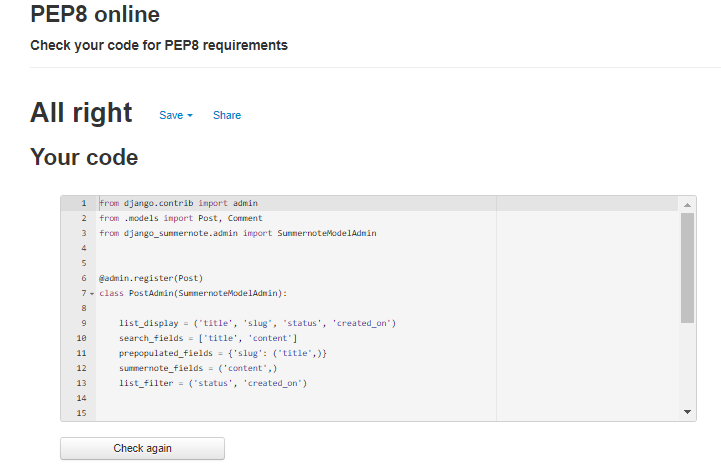 PEP8 online
Check your code for PEP8 requirements
All right Save Share
Your code
1 from django.contrib import admin
2 from .models import Post, Comment
3 from django_summernote.admin import SummernoteModelAdmin
4
5
6 @admin.register(Post)
7 class PostAdmin(SummernoteModelAdmin):
8
9 list_display = ('title', 'slug', 'status', 'created_on')
10 search_fields = ['title', 'content']
11 prepopulated_fields = {'slug': ('title',)}
12 summernote_fields = ('content',)
13 list_filter = ('status', 'created_on')
14
15
Check again